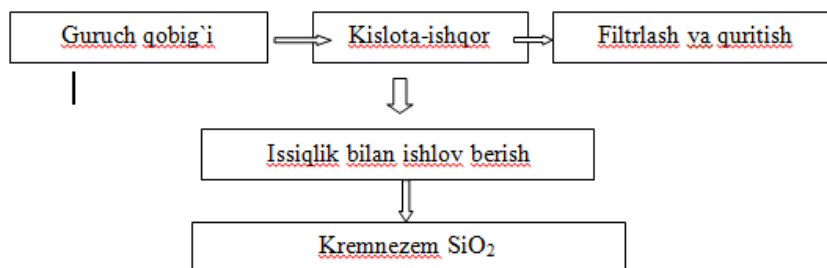 Guruch qobig`i
Kislota-ishqor
Filtrlash va quritish
Issiqlik bilan ishlov berish
Kremnezem SiO₂